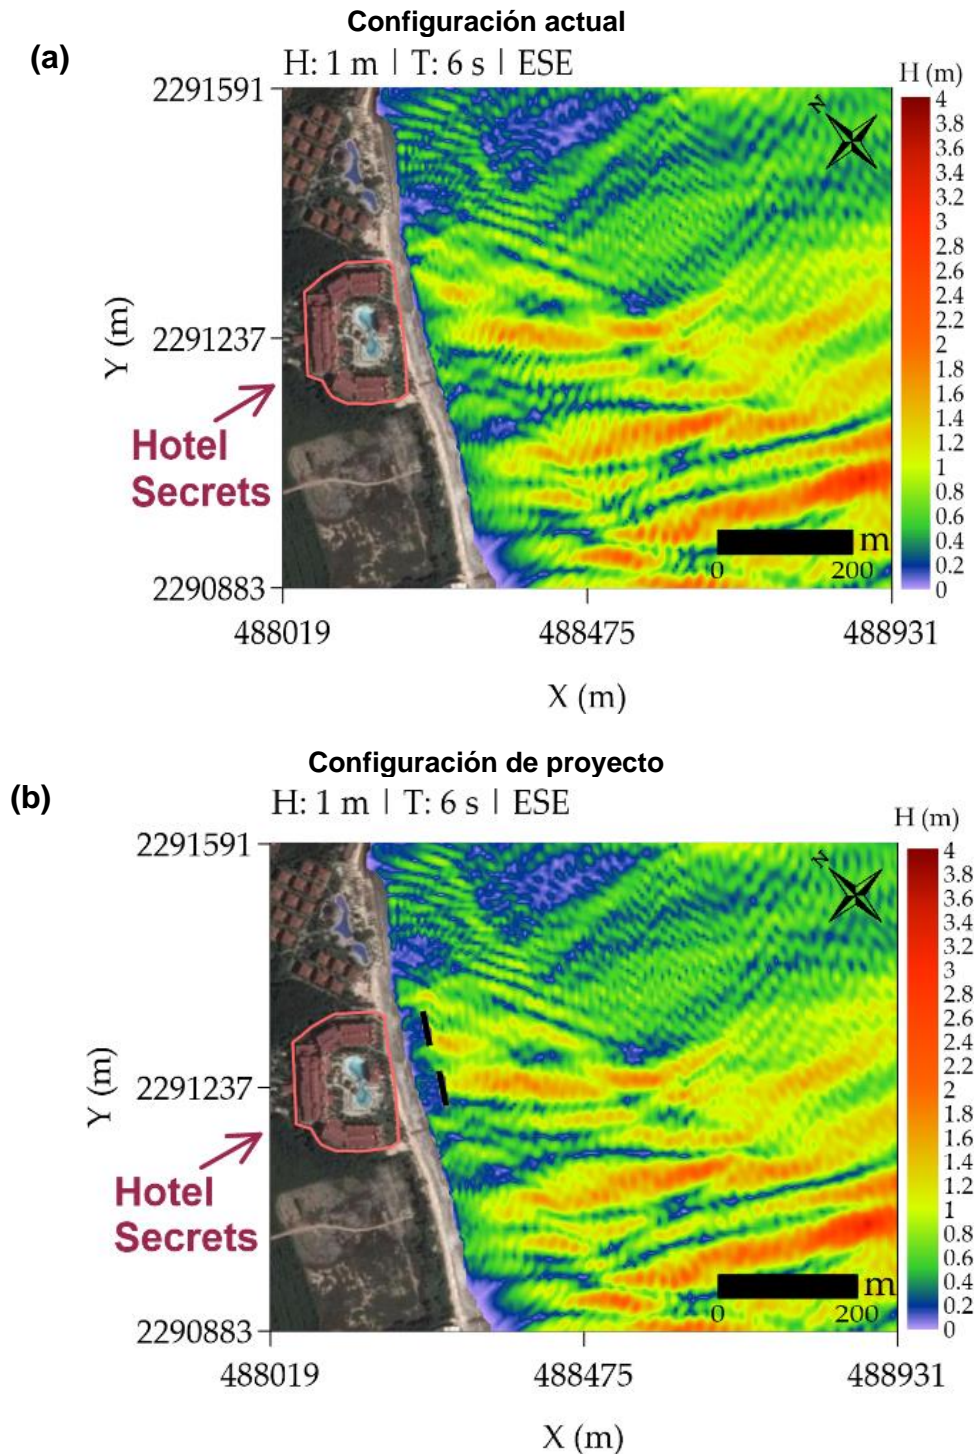 Configuración actual
(a)
H: 1 m | T: 6 s | ESE
H (m)
N
2291591
2291237
2290883
Y (m)
Hotel
Secrets
4
3.8
3.6
3.4
3.2
3
2.8
2.6
2.4
2.2
2
1.8
1.6
1.4
1.2
1
0.8
0.6
0.4
0.2
0
m
0
200
488019
488475
488931
X (m)
Configuración de proyecto
(b)
H: 1 m | T: 6 s | ESE
H (m)
N
2291591
2291237
2290883
Y (m)
Hotel
Secrets
4
3.8
3.6
3.4
3.2
3
2.8
2.6
2.4
2.2
2
1.8
1.6
1.4
1.2
1
0.8
0.6
0.4
0.2
0
m
0
200
488019
488475
488931
X (m)